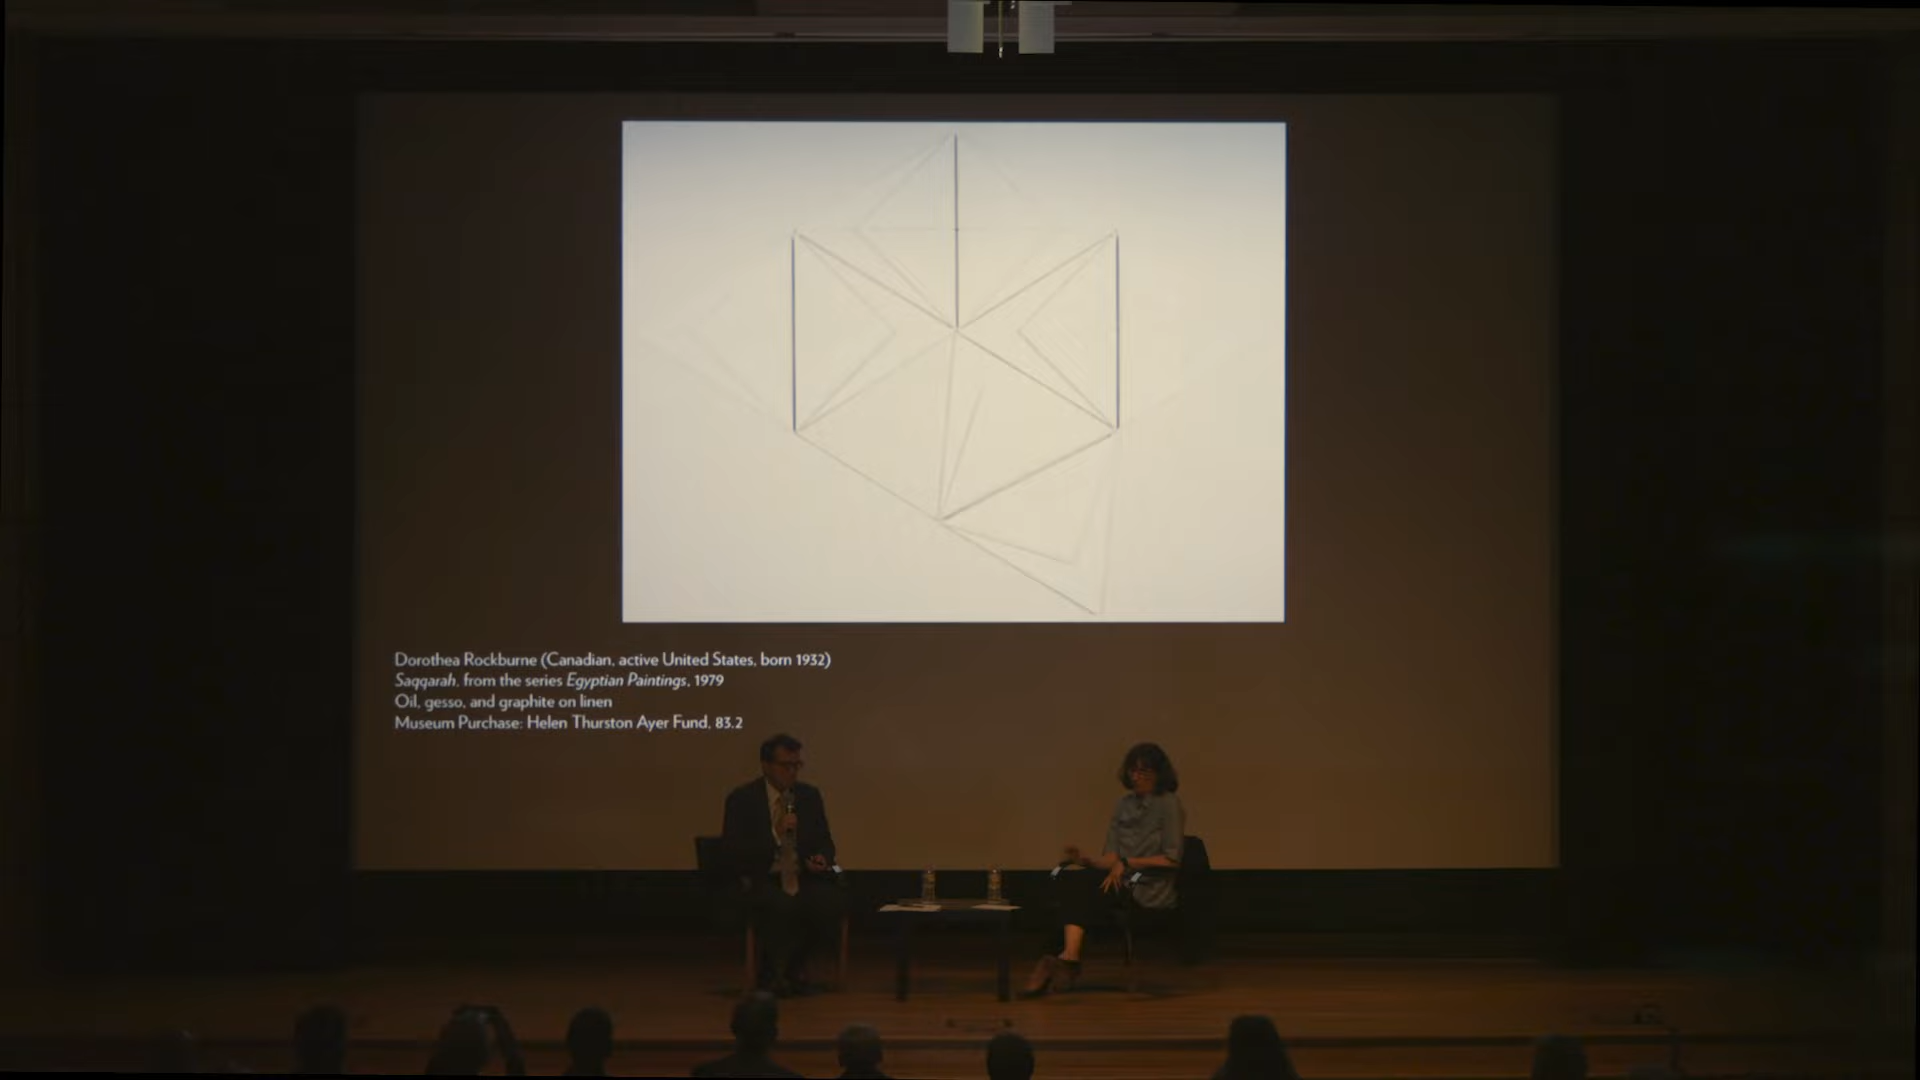 Dorothea Rockburne (Canadian, active United States, born 1932)
Saqqarah, from the series Egyptian Paintings, 1979
Oil, gesso, and graphite on linen
Museum Purchase: Helen Thurston Ayer Fund, 83.2